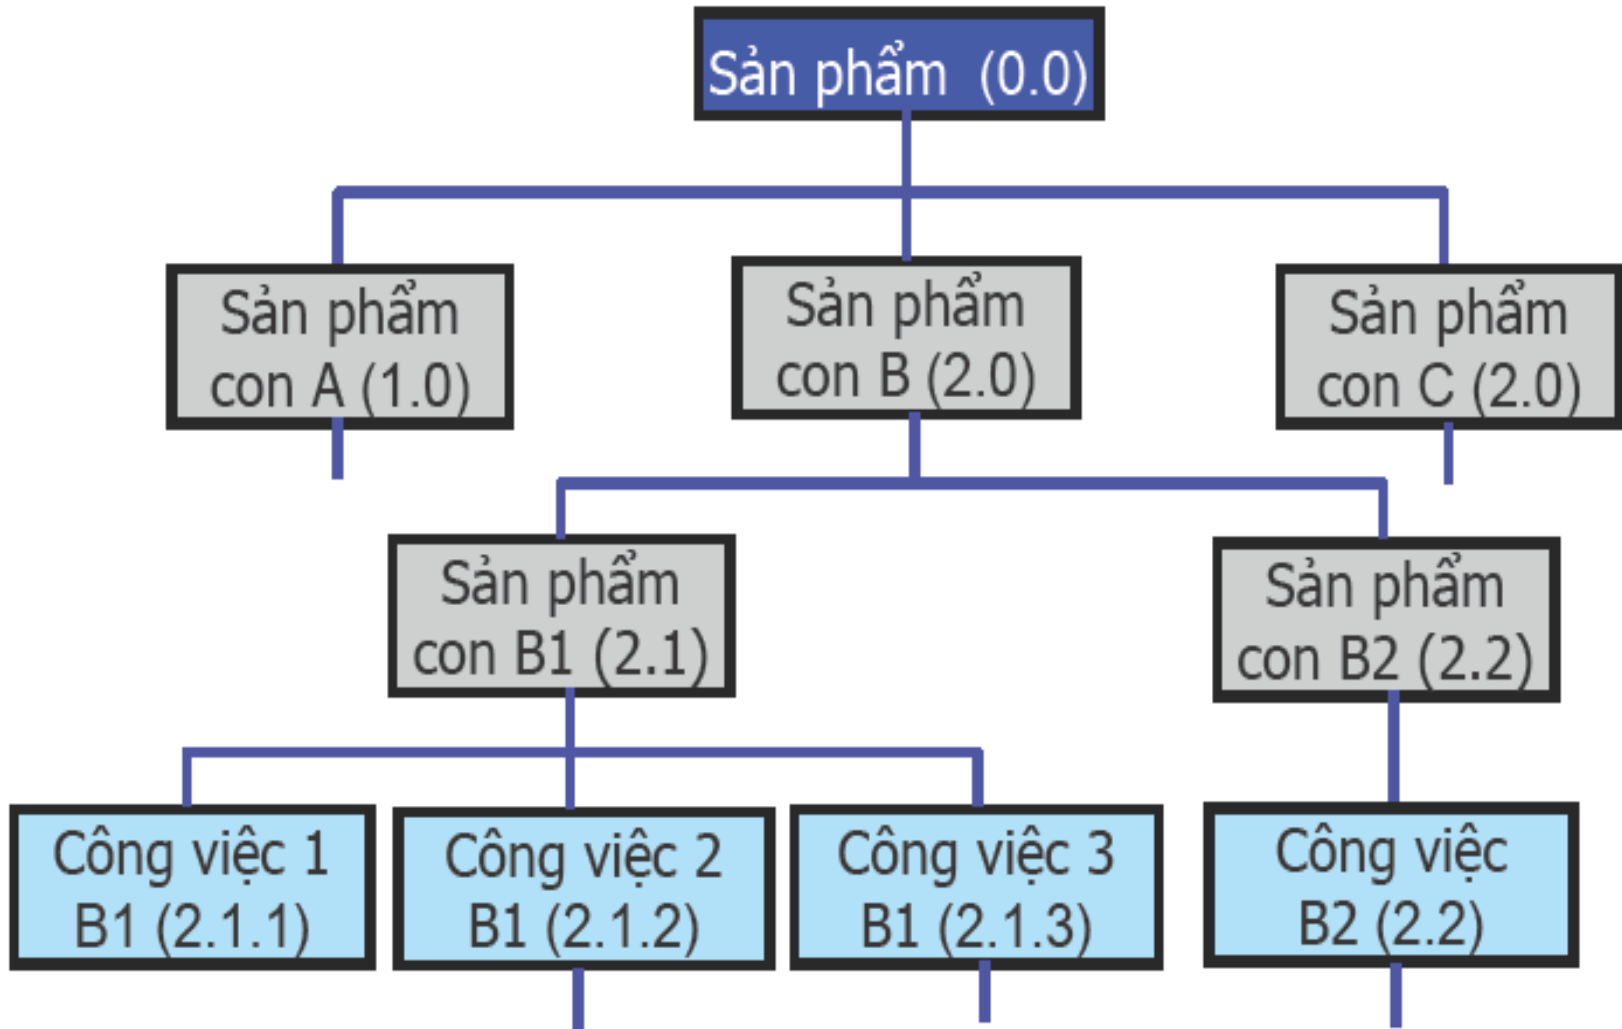 Sản phẩm (0.0)
Sản phẩm
con A (1.0)
Sản phẩm
con B (2.0)
Sản phẩm
con C (2.0)
Sản phẩm
con B1 (2.1)
Sản phẩm
con B2 (2.2)
Công việc 1
B1 (2.1.1)
Công việc 2
B1 (2.1.2)
Công việc 3
B1 (2.1.3)
Công việc
B2 (2.2)